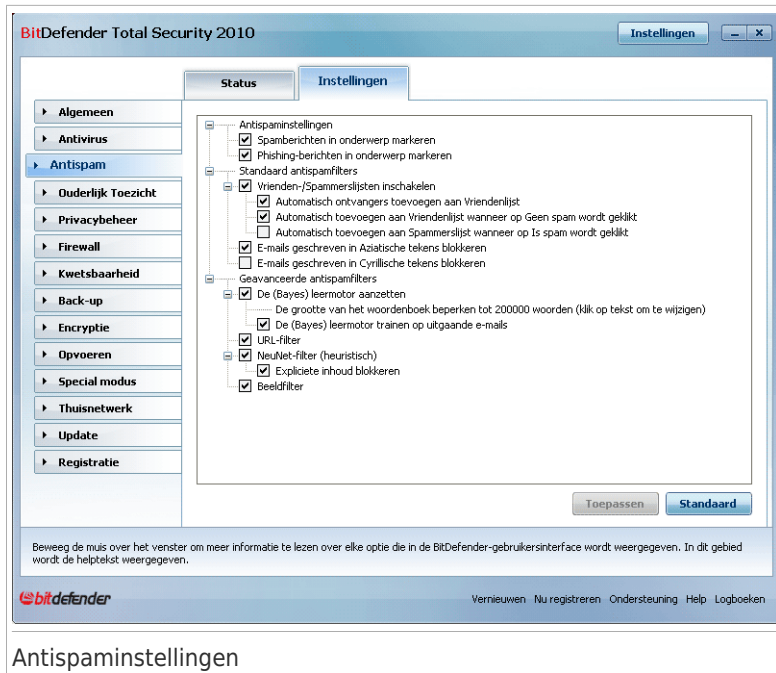 BitDefender Total Security 2010
Instellingen
Status
Instellingen
Algemeen
Antivirus
Antispam
Ouderlijk Toezicht
Privacybeheer
Firewall
Kwetsbaarheid
Back-up
Encryptie
Opvoeren
Special modus
Thuisnetwerk
Update
Registratie
Antispaminstellingen
Spamberichten in onderwerp markeren
Phishing-berichten in onderwerp markeren
Standaard antispamfilters
Vrienden-/Spammerslijsten inschakelen
Automatisch ontvangers toevoegen aan Vriendenlijst
Automatisch toevoegen aan Vriendenlijst wanneer op Geen spam wordt geklikt
Automatisch toevoegen aan Spammerslijst wanneer op Is spam wordt geklikt
E-mails geschreven in Aziatische tekens blokkeren
E-mails geschreven in Cyrillische tekens blokkeren
Geavanceerde antispamfilters
De (Bayes) leermotor aanzetten
De grootte van het woordenboek beperken tot 200000 woorden (klik op tekst om te wijzigen)
De (Bayes) leermotor trainen op uitgaande e-mails
URL-filter
NeuNet-filter (heuristisch)
Expliciete inhoud blokkeren
Beeldfilter
Toepassen
Standaard
Beweeg de muis over het venster om meer informatie te lezen over elke optie die in de BitDefender-gebruikersinterface wordt weergegeven. In dit gebied
wordt de helptekst weergegeven.
bitdefender
Vernieuwen Nu registreren Ondersteuning Help Logboeken
Antispaminstellingen